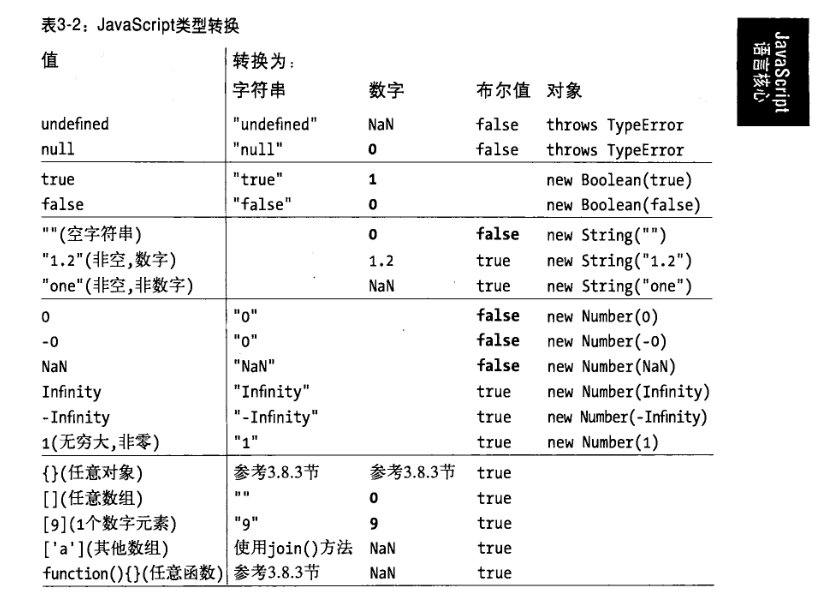 表3-2：JavaScript类型转换
值 转换为：
字符串 数字 布尔值 对象
undefined "undefined" NaN false throws TypeError
null "null" 0 false throws TypeError
true "true" 1 new Boolean(true)
false "false" 0 new Boolean(false)
""(空字符串) 0 false new String("")
"1.2"(非空,数字) 1.2 true new String("1.2")
"one"(非空,非数字) NaN true new String("one")
0 "0" false new Number(0)
-0 "0" false new Number(-0)
NaN "NaN" false new Number(NaN)
Infinity "Infinity" true new Number(Infinity)
-Infinity "-Infinity" true new Number(-Infinity)
1(无穷大,非零) "1" true new Number(1)
{}(任意对象) 参考3.8.3节 参考3.8.3节 true
[](任意数组) "" 0 true
[9](1个数字元素) "9" 9 true
['a'](其他数组) 使用join()方法 NaN true
function(){}(任意函数) 参考3.8.3节 NaN true
JavaScript
语言核心